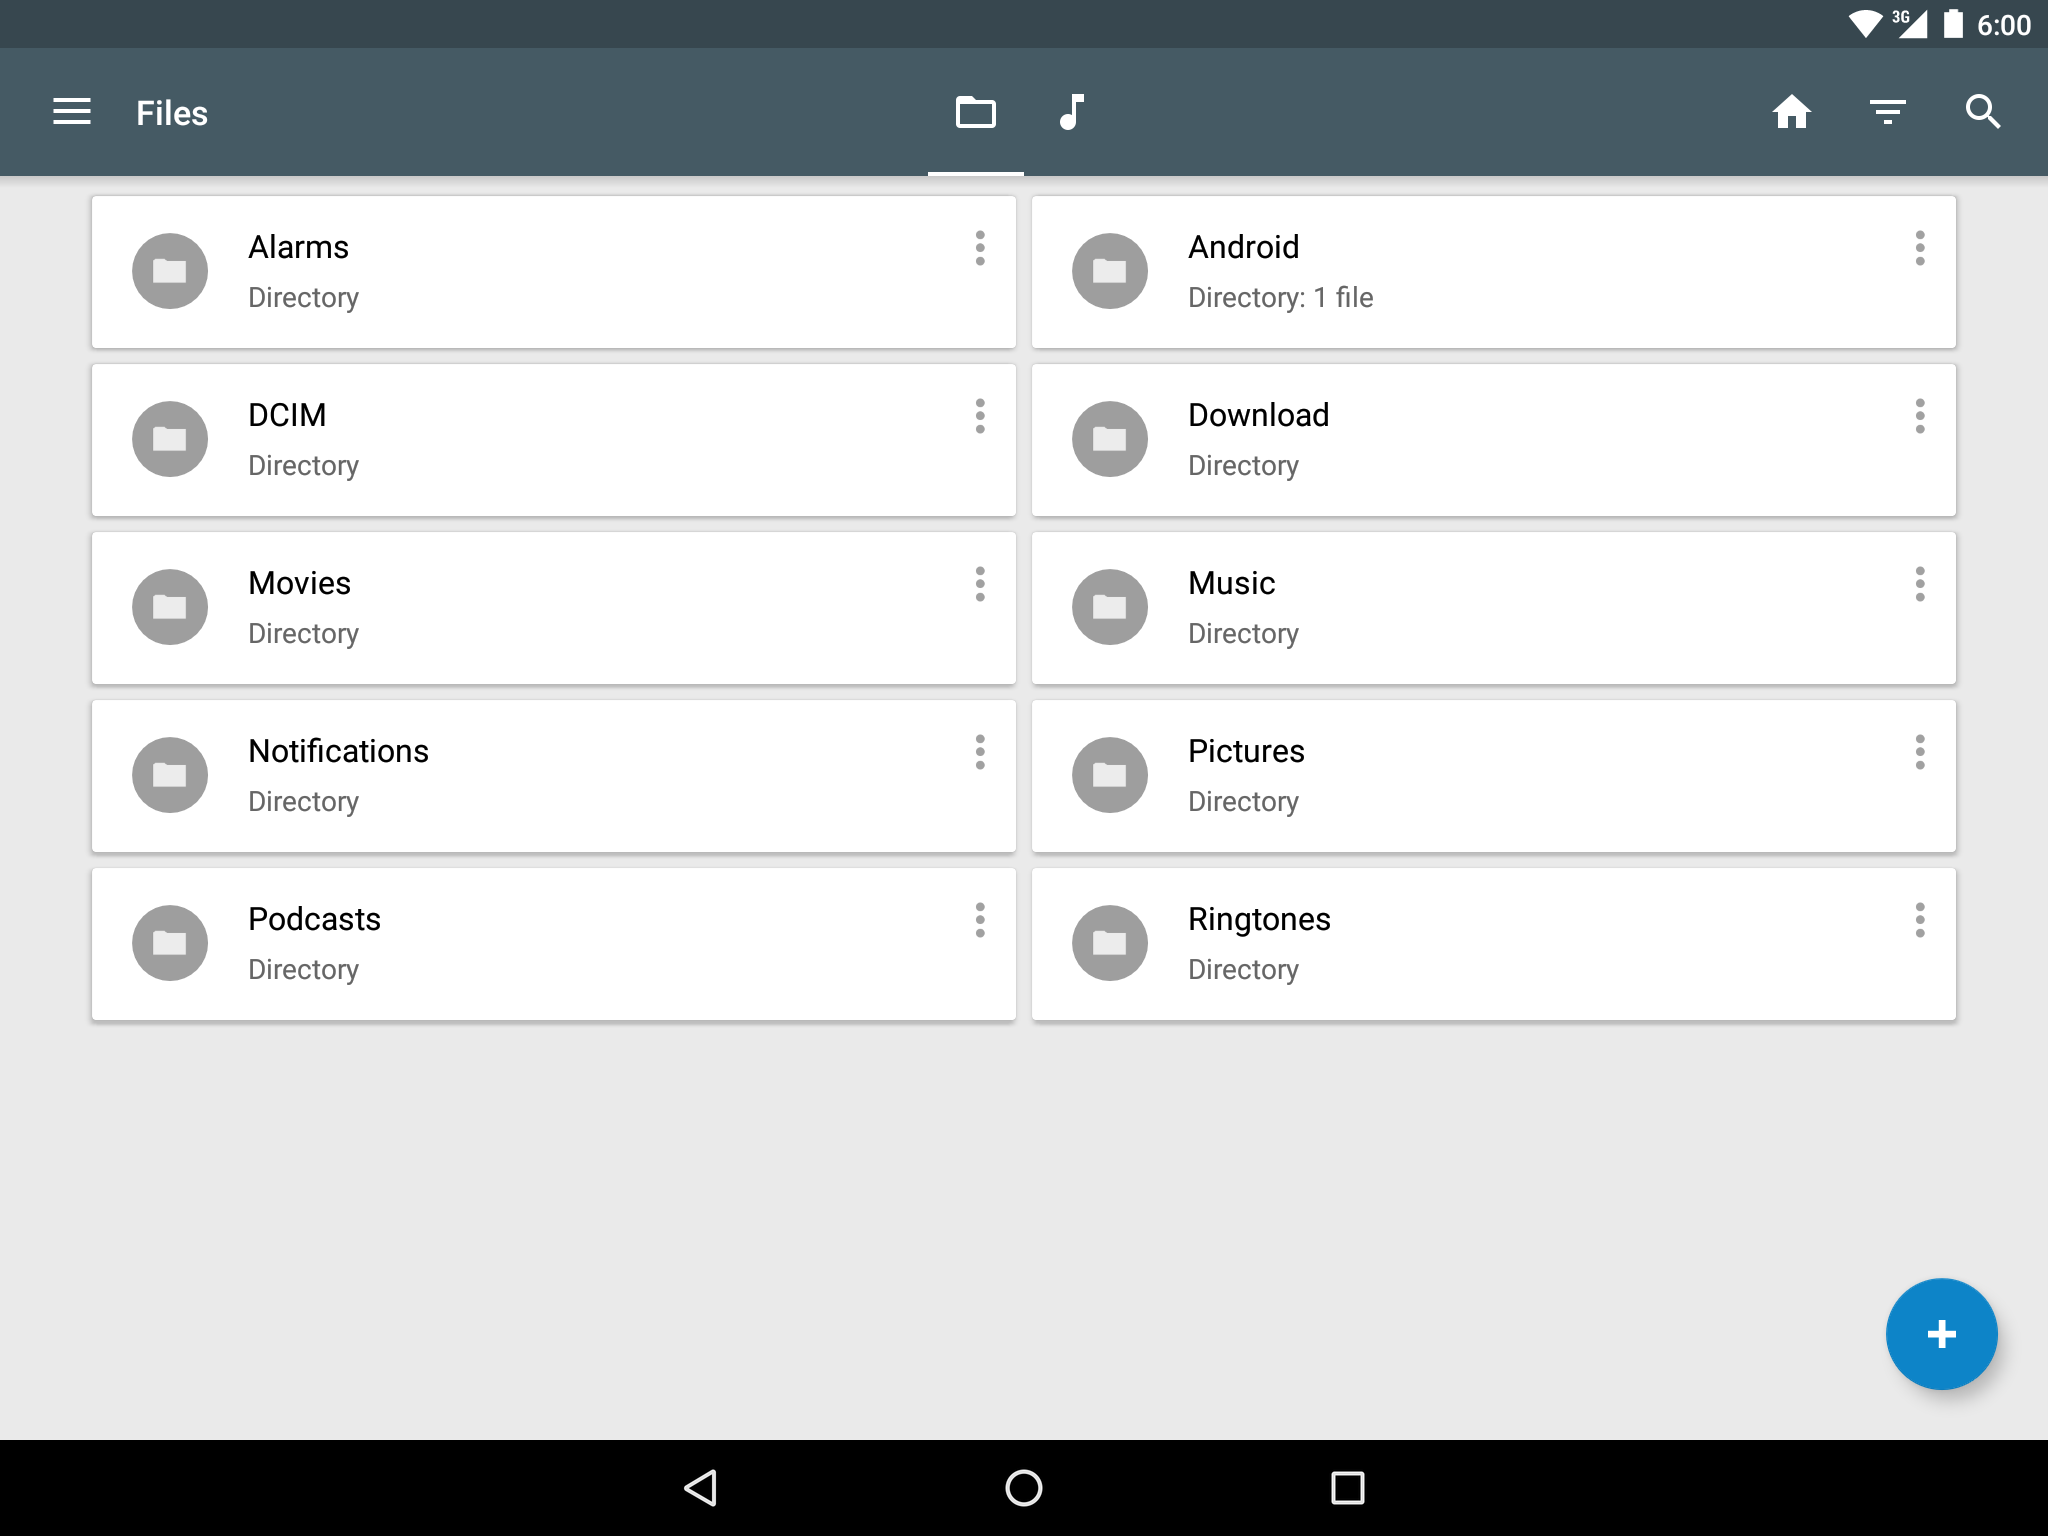 3G 6:00
Files
Alarms
Directory
Android
Directory: 1 file
DCIM
Directory
Download
Directory
Movies
Directory
Music
Directory
Notifications
Directory
Pictures
Directory
Podcasts
Directory
Ringtones
Directory